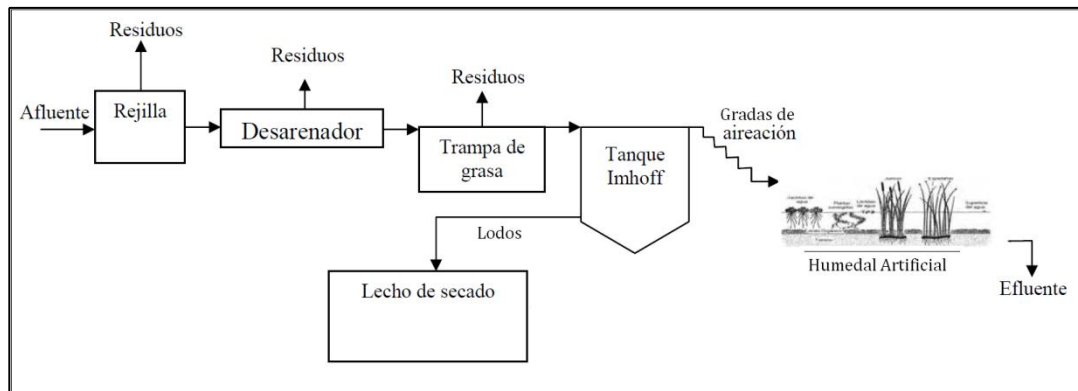 Residuos
Residuos
Residuos
Afluente
Rejilla
Desarenador
Trampa de
grasa
Tanque
Imhoff
Gradas de
aireación
Lodos
Lecho de secado
Humedal Artificial
Efluente